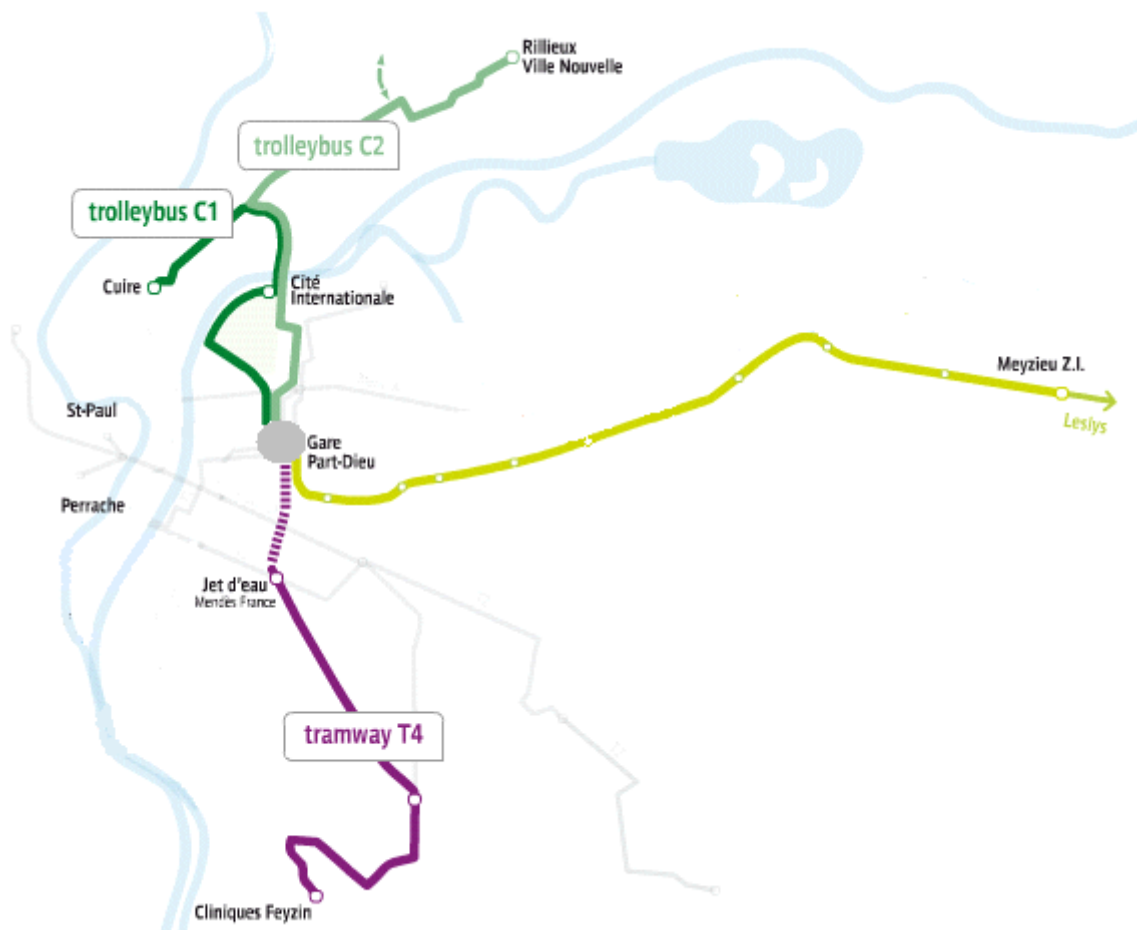 Rillieux
Ville Nouvelle
trolleybus C2
trolleybus C1
Cuire
Cité
Internationale
Meyzieu Z.I.
Leslys
St-Paul
Gare
Part-Dieu
Perrache
Jet d'eau
Mendès France
tramway T4
Cliniques Feyzin